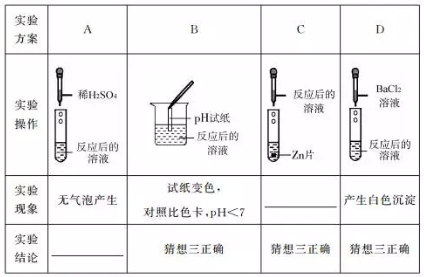 实验方案 A B C D
实验操作 稀H₂SO₄ 反应后的溶液 pH试纸 反应后的溶液 反应后的溶液 Zn片 BaCl₂溶液 反应后的溶液
实验现象 无气泡产生 试纸变色，对照比色卡，pH＜7 ________ 产生白色沉淀
实验结论 ________ 猜想三正确 猜想三正确 猜想三正确